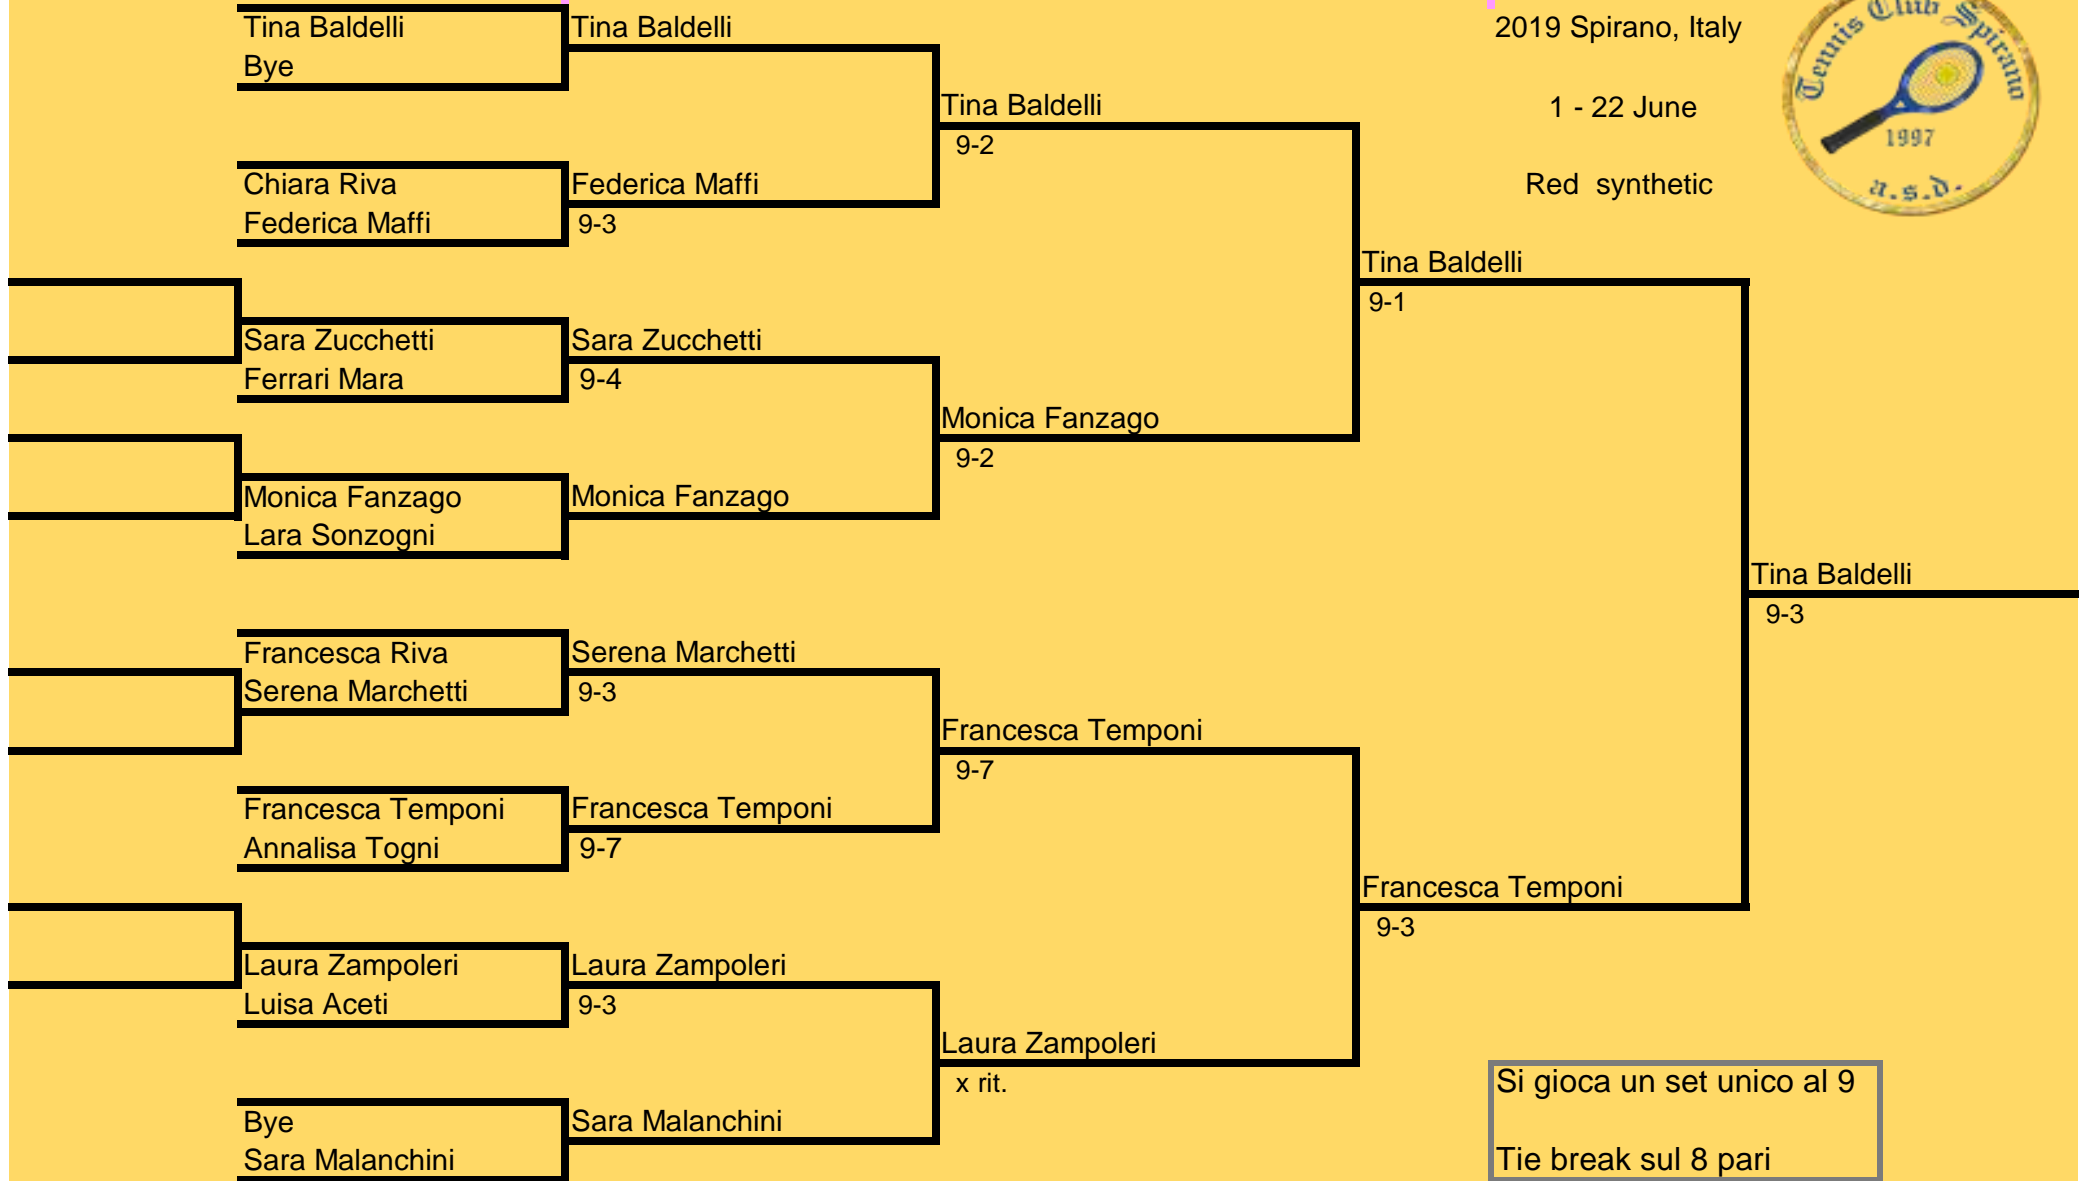 Tina Baldelli
Bye
Chiara Riva
Federica Maffi
Sara Zucchetti
Ferrari Mara
Monica Fanzago
Lara Sonzogni
Francesca Riva
Serena Marchetti
Francesca Temponi
Annalisa Togni
Laura Zampoleri
Luisa Aceti
Bye
Sara Malanchini
Tina Baldelli
Federica Maffi
9-3
Sara Zucchetti
9-4
Monica Fanzago
Serena Marchetti
9-3
Francesca Temponi
9-7
Laura Zampoleri
9-3
Sara Malanchini
Tina Baldelli
9-2
Monica Fanzago
9-2
Francesca Temponi
9-7
Laura Zampoleri
x rit.
Tina Baldelli
9-1
Francesca Temponi
9-3
Tina Baldelli
9-3
2019 Spirano, Italy
1 - 22 June
Red  synthetic
Tennis Club Spirano
1997
a.s.d.
Si gioca un set unico al 9
Tie break sul 8 pari